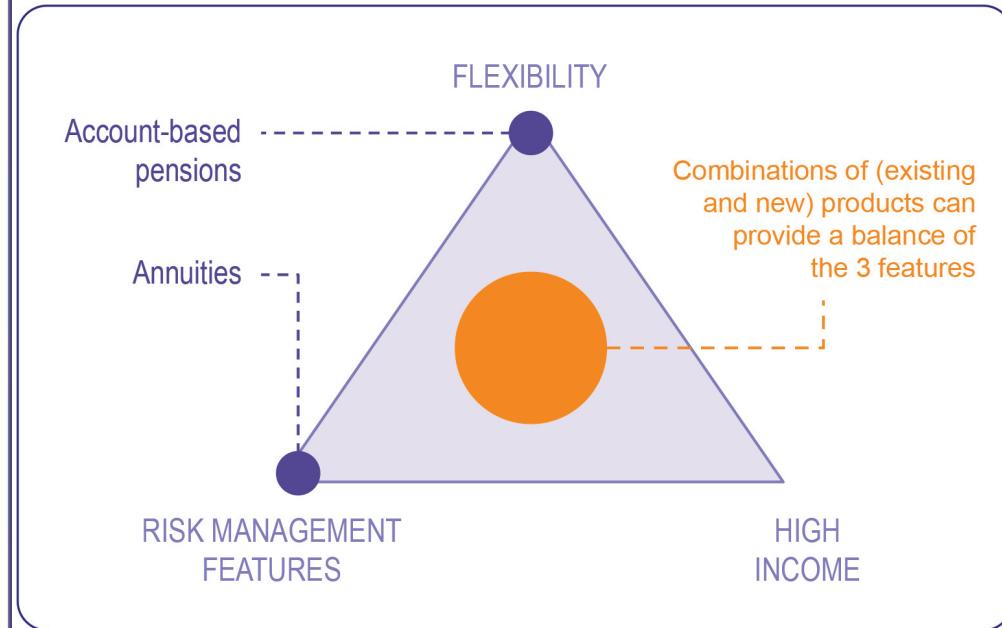 FLEXIBILITY
Account-based
pensions
Combinations of (existing
and new) products can
provide a balance of
the 3 features
Annuities
RISK MANAGEMENT
FEATURES
HIGH
INCOME